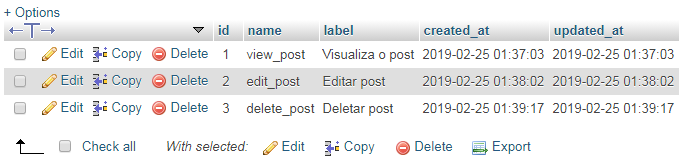 + Options
id name label created_at updated_at
Edit Copy Delete 1 view_post Visualiza o post 2019-02-25 01:37:03 2019-02-25 01:37:03
Edit Copy Delete 2 edit_post Editar post 2019-02-25 01:38:02 2019-02-25 01:38:02
Edit Copy Delete 3 delete_post Deletar post 2019-02-25 01:39:17 2019-02-25 01:39:17
Check all With selected: Edit Copy Delete Export